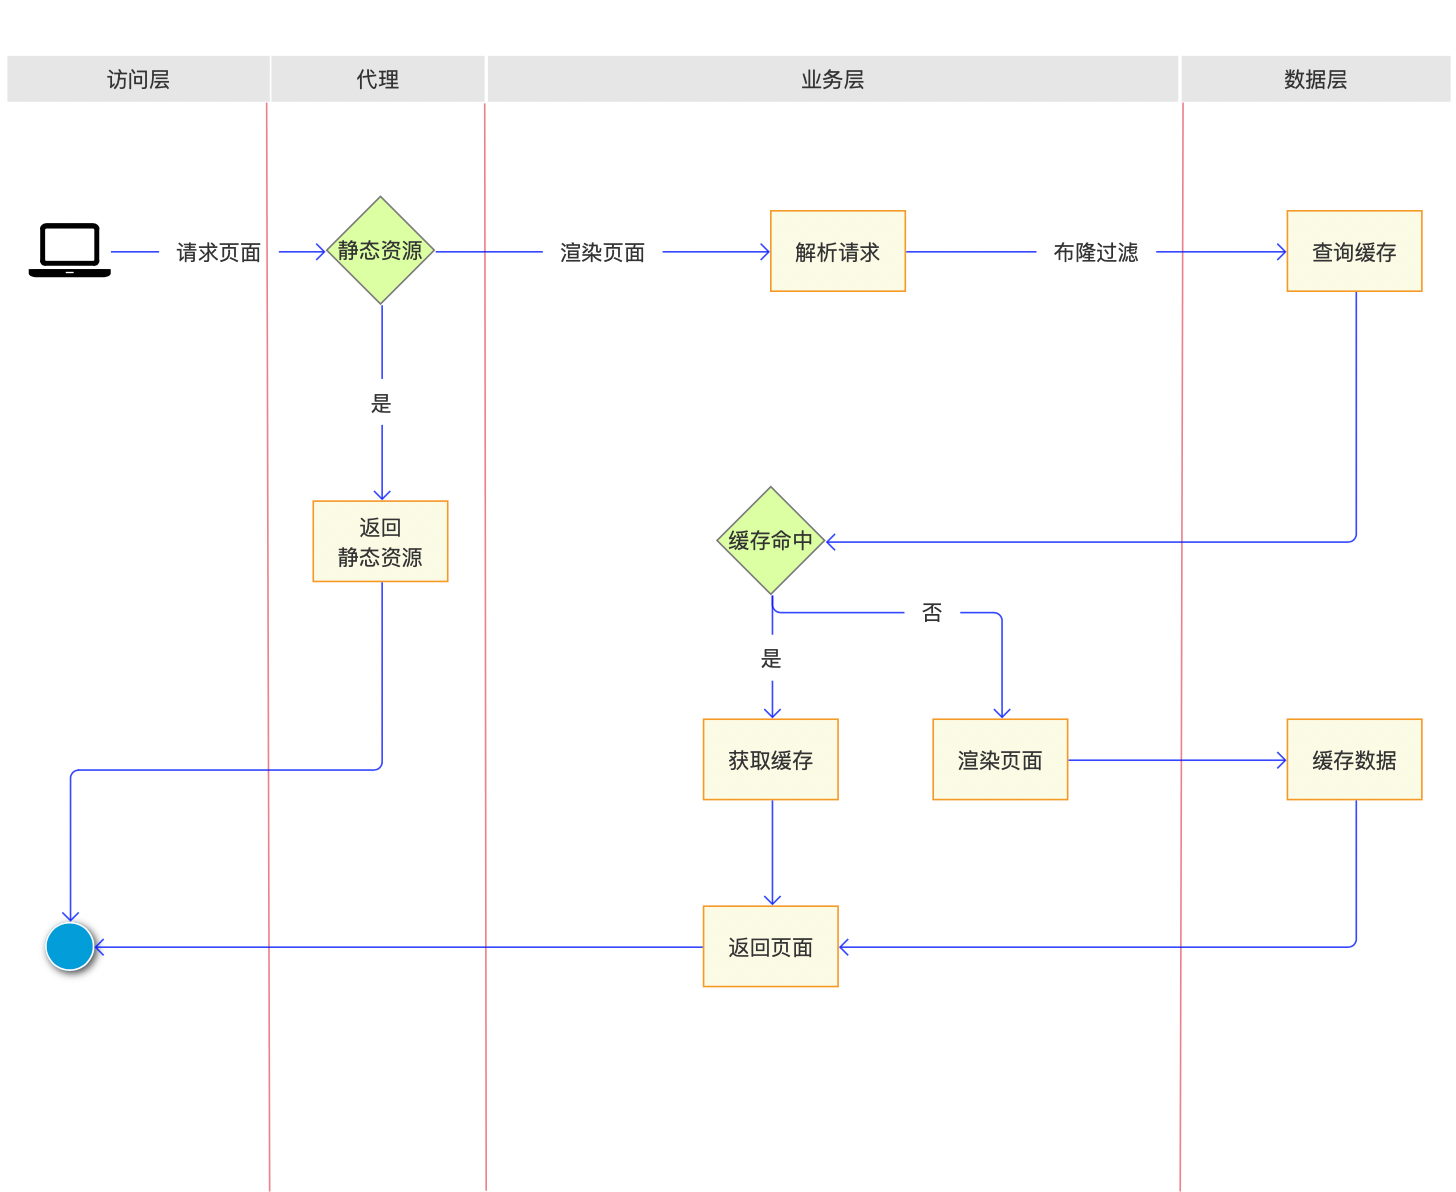 访问层
代理
业务层
数据层
请求页面
静态资源
渲染页面
解析请求
布隆过滤
查询缓存
是
返回
静态资源
缓存命中
否
是
获取缓存
渲染页面
缓存数据
返回页面